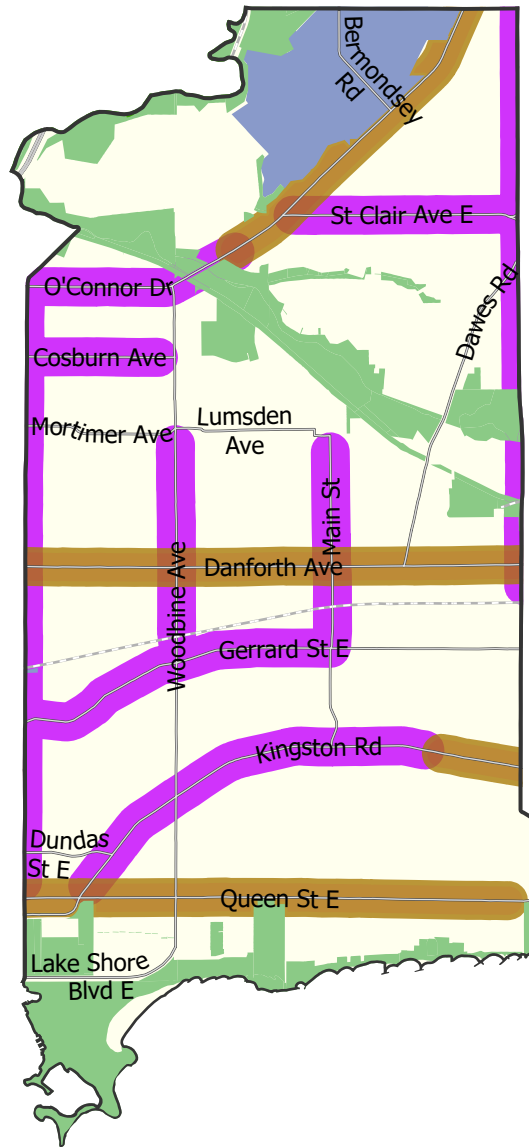 Bermondsey
Rd
St Clair Ave E
O'Connor Dr
Dawes Rd
Cosburn Ave
Mortimer Ave
Lumsden
Ave
Main St
Danforth Ave
Woodbine Ave
Gerrard St E
Kingston Rd
Dundas
St E
Queen St E
Lake Shore
Blvd E